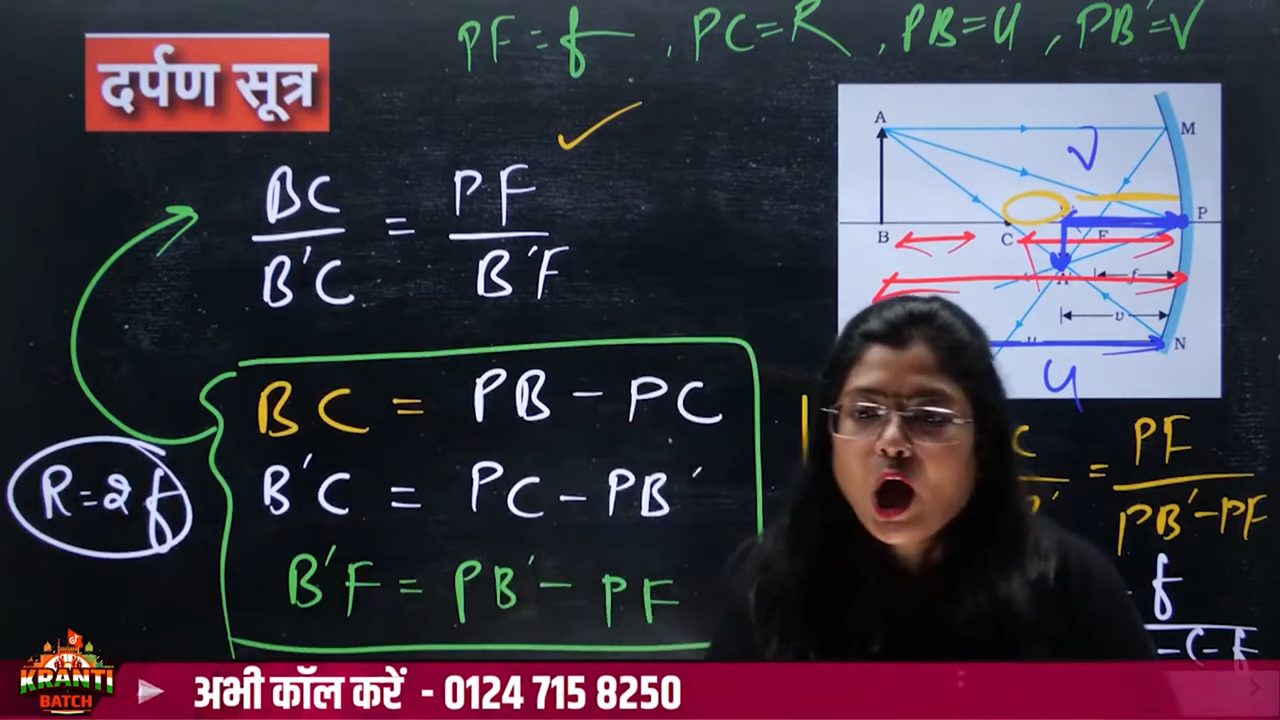 PF = f , PC = R , PB = u , PB' = v
दर्पण सूत्र
BC / B'C = PF / B'F
BC = PB - PC
B'C = PC - PB'
B'F = PB' - PF
R = 2f
A
M
v
B
C
F
P
A'
f
v
u
N
u
C
= PF / PB' - PF
f
KRANTI
BATCH
अभी कॉल करें - 0124 715 8250